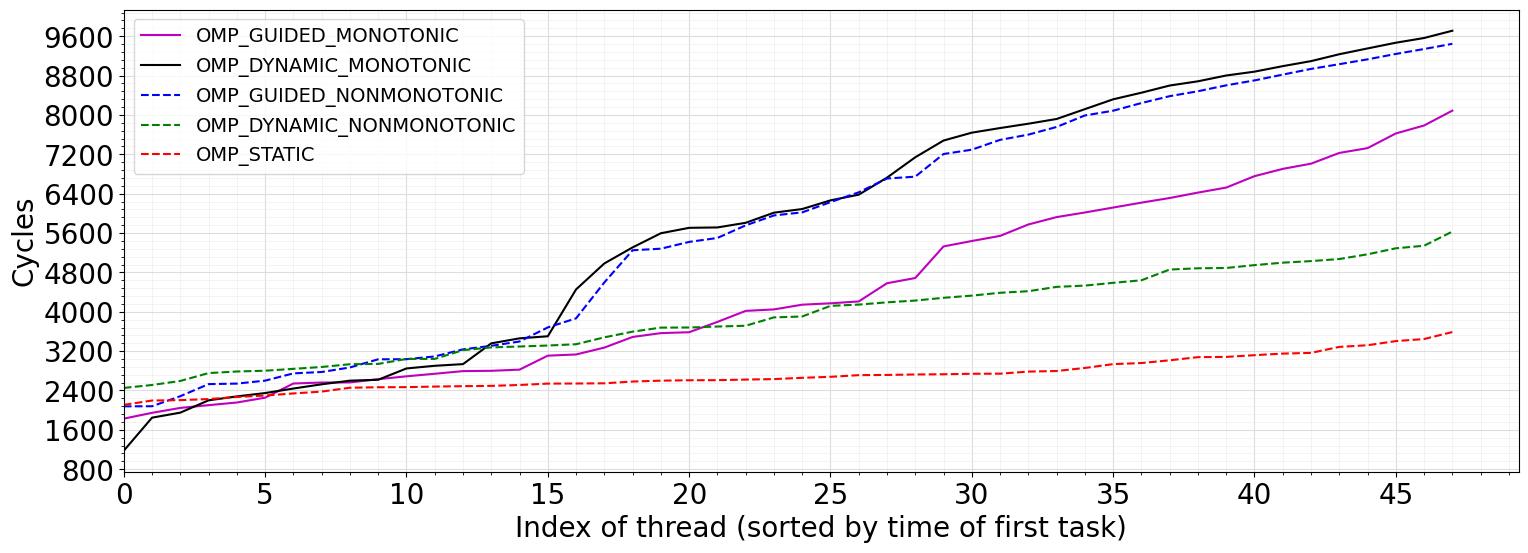 9600
8800
8000
7200
6400
5600
4800
4000
3200
2400
1600
800
Cycles
OMP_GUIDED_MONOTONIC
OMP_DYNAMIC_MONOTONIC
OMP_GUIDED_NONMONOTONIC
OMP_DYNAMIC_NONMONOTONIC
OMP_STATIC
0 5 10 15 20 25 30 35 40 45
Index of thread (sorted by time of first task)